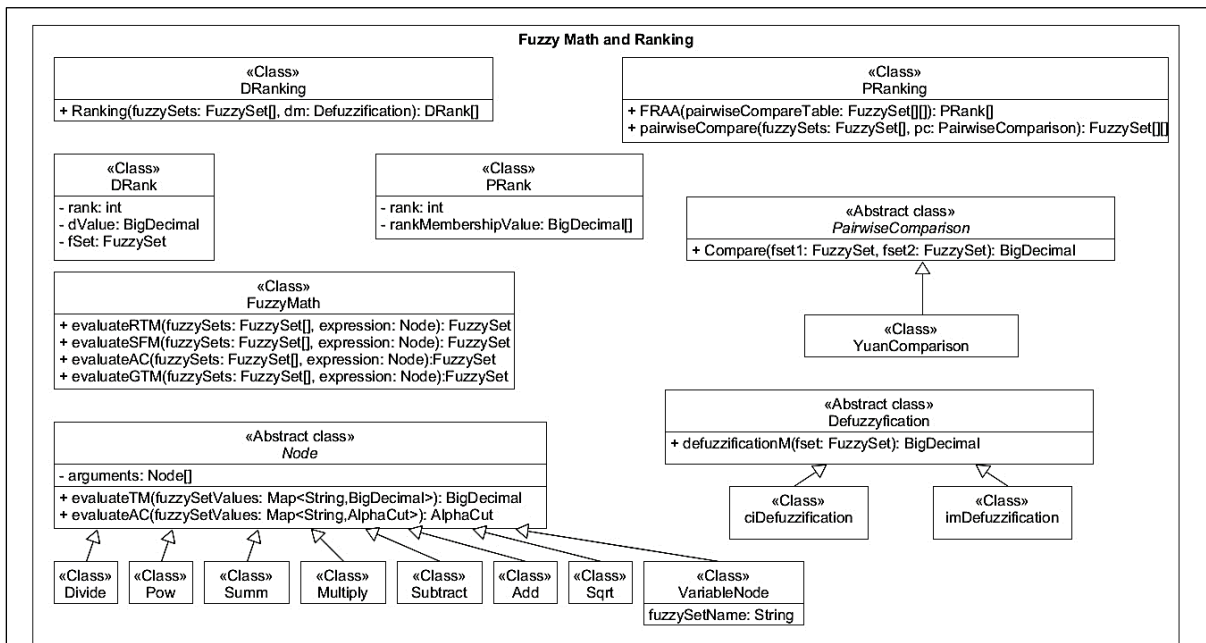 Fuzzy Math and Ranking
«Class»
DRanking
+ Ranking(fuzzySets: FuzzySet[], dm: Defuzzification): DRank[]
«Class»
PRanking
+ FRAA(pairwiseCompareTable: FuzzySet[][]): PRank[]
+ pairwiseCompare(fuzzySets: FuzzySet[], pc: PairwiseComparison): FuzzySet[][]
«Class»
DRank
- rank: int
- dValue: BigDecimal
- fSet: FuzzySet
«Class»
PRank
- rank: int
- rankMembershipValue: BigDecimal[]
«Abstract class»
PairwiseComparison
+ Compare(fset1: FuzzySet, fset2: FuzzySet): BigDecimal
«Class»
YuanComparison
«Class»
FuzzyMath
+ evaluateRTM(fuzzySets: FuzzySet[], expression: Node): FuzzySet
+ evaluateSFM(fuzzySets: FuzzySet[], expression: Node): FuzzySet
+ evaluateAC(fuzzySets: FuzzySet[], expression: Node):FuzzySet
+ evaluateGTM(fuzzySets: FuzzySet[], expression: Node):FuzzySet
«Abstract class»
Defuzzyfication
+ defuzzificationM(fset: FuzzySet): BigDecimal
«Class»
ciDefuzzification
«Class»
imDefuzzification
«Abstract class»
Node
- arguments: Node[]
+ evaluateTM(fuzzySetValues: Map<String,BigDecimal>): BigDecimal
+ evaluateAC(fuzzySetValues: Map<String,AlphaCut>): AlphaCut
«Class»
Divide
«Class»
Pow
«Class»
Summ
«Class»
Multiply
«Class»
Subtract
«Class»
Add
«Class»
Sqrt
«Class»
VariableNode
fuzzySetName: String